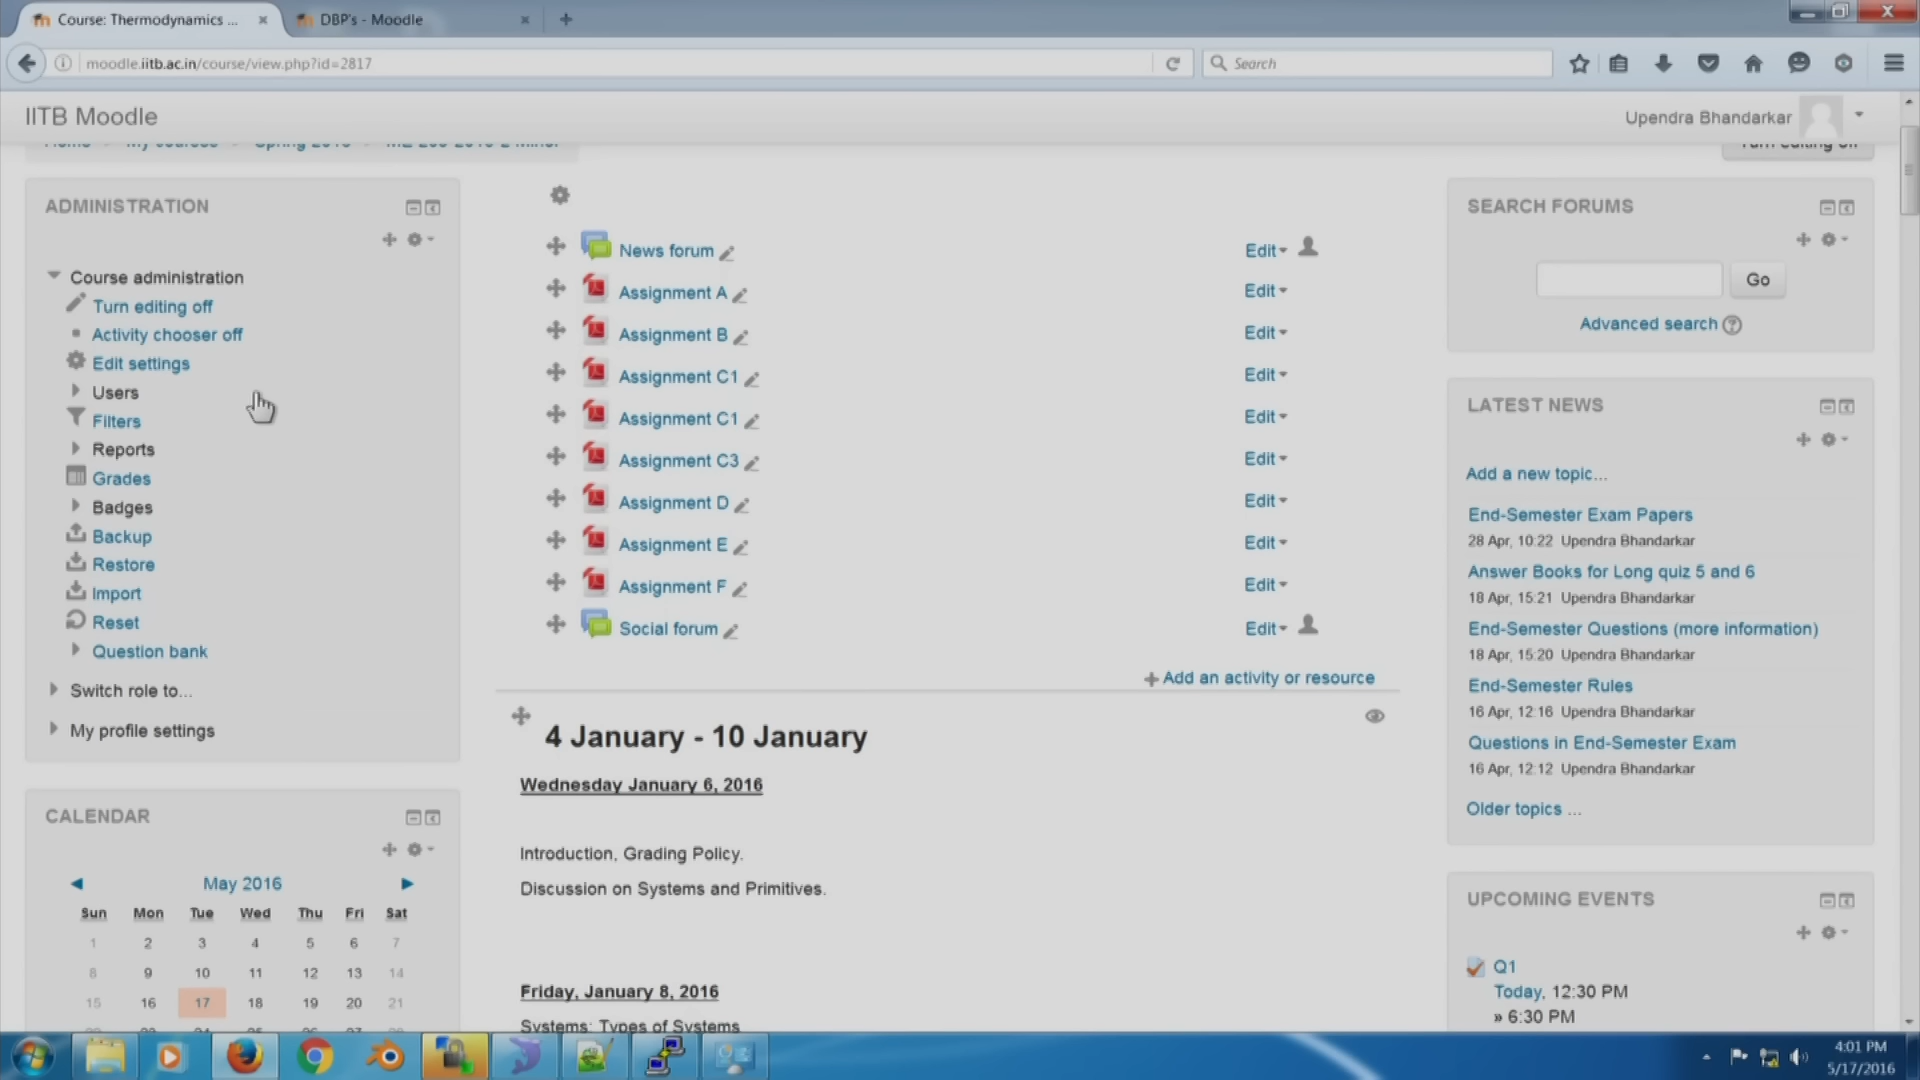 Course: Thermodynamics ...
DBP's - Moodle
moodle.iitb.ac.in/course/view.php?id=2817
Search
IITB Moodle
Upendra Bhandarkar
Home
My courses
Spring 2016
Turn editing off
ADMINISTRATION
Course administration
Turn editing off
Activity chooser off
Edit settings
Users
Filters
Reports
Grades
Badges
Backup
Restore
Import
Reset
Question bank
Switch role to...
My profile settings
CALENDAR
May 2016
Sun Mon Tue Wed Thu Fri Sat
1 2 3 4 5 6 7
8 9 10 11 12 13 14
15 16 17 18 19 20 21
News forum Edit
Assignment A Edit
Assignment B Edit
Assignment C1 Edit
Assignment C1 Edit
Assignment C3 Edit
Assignment D Edit
Assignment E Edit
Assignment F Edit
Social forum Edit
Add an activity or resource
4 January - 10 January
Wednesday January 6, 2016
Introduction, Grading Policy.
Discussion on Systems and Primitives.
Friday, January 8, 2016
Systems: Types of Systems
SEARCH FORUMS
Go
Advanced search
LATEST NEWS
Add a new topic...
End-Semester Exam Papers
28 Apr, 10:22 Upendra Bhandarkar
Answer Books for Long quiz 5 and 6
18 Apr, 15:21 Upendra Bhandarkar
End-Semester Questions (more information)
18 Apr, 15:20 Upendra Bhandarkar
End-Semester Rules
16 Apr, 12:16 Upendra Bhandarkar
Questions in End-Semester Exam
16 Apr, 12:12 Upendra Bhandarkar
Older topics ...
UPCOMING EVENTS
Q1
Today, 12:30 PM
» 6:30 PM
4:01 PM
5/17/2016